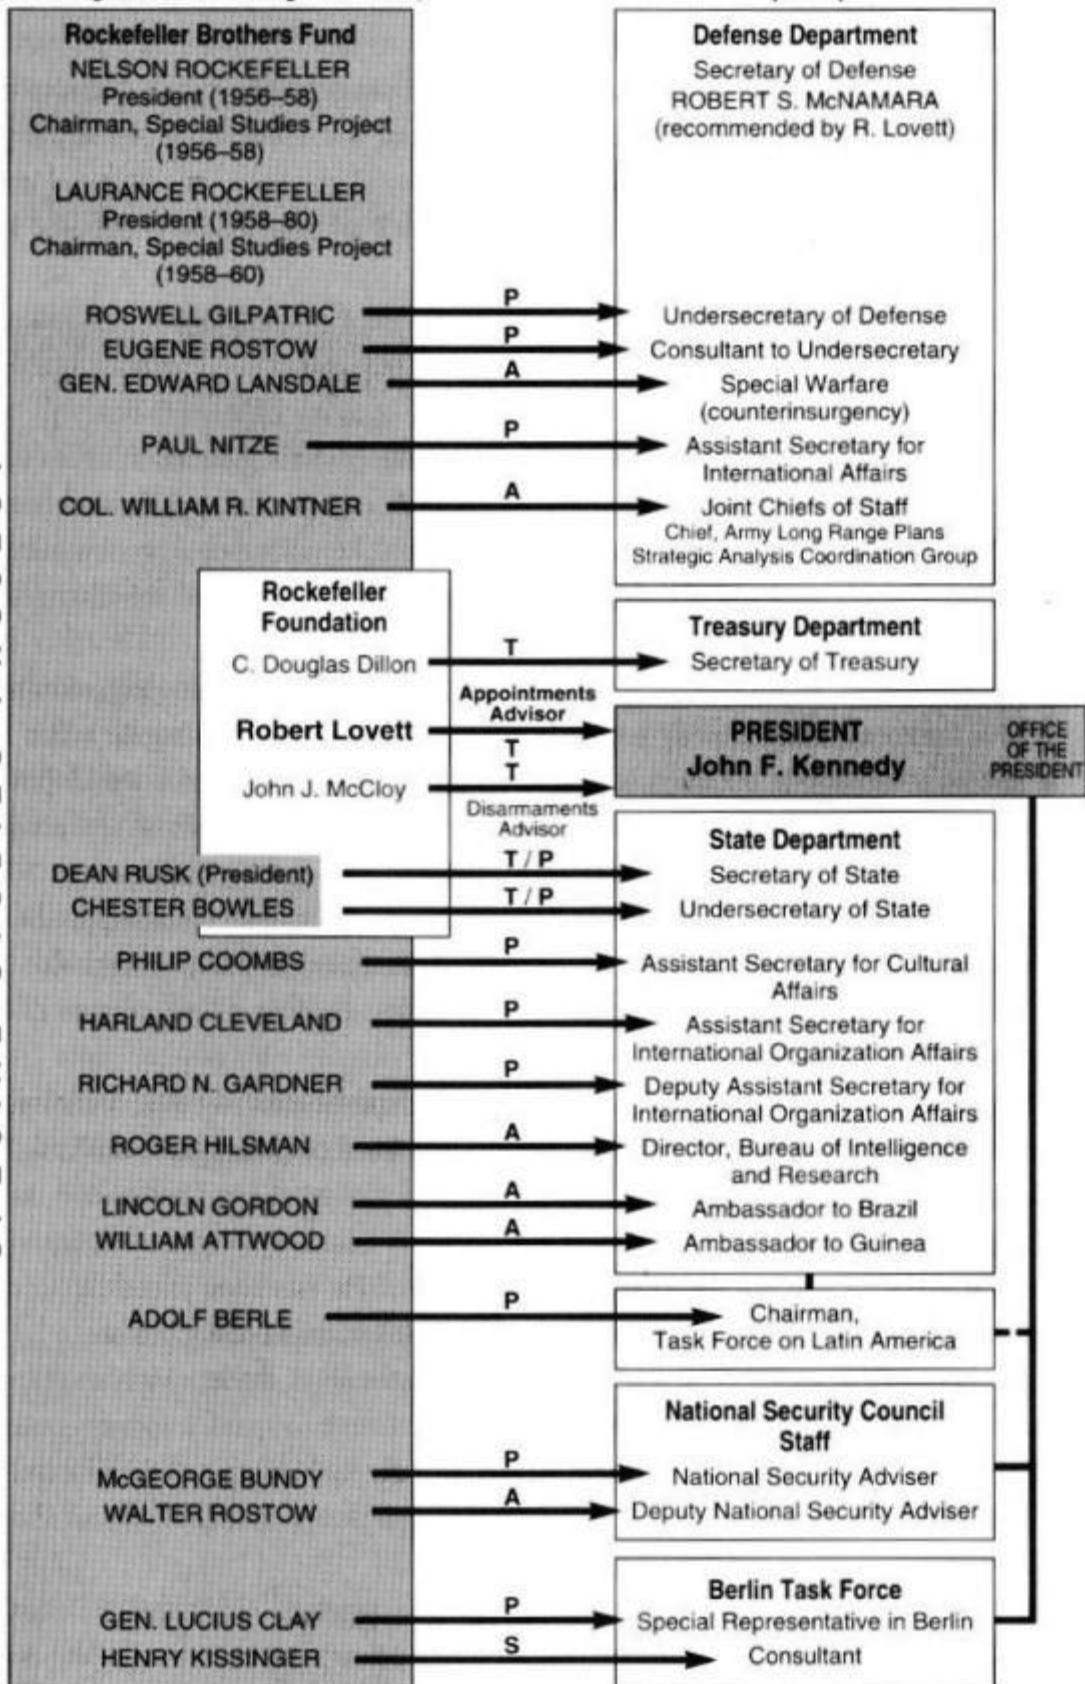 Rockefeller Brothers Fund
NELSON ROCKEFELLER
President (1956–58)
Chairman, Special Studies Project
(1956–58)
LAURANCE ROCKEFELLER
President (1958–80)
Chairman, Special Studies Project
(1958–60)
Defense Department
Secretary of Defense
ROBERT S. McNAMARA
(recommended by R. Lovett)
ROSWELL GILPATRIC P Undersecretary of Defense
EUGENE ROSTOW P Consultant to Undersecretary
GEN. EDWARD LANSDALE A Special Warfare
(counterinsurgency)
PAUL NITZE P Assistant Secretary for
International Affairs
COL. WILLIAM R. KINTNER A Joint Chiefs of Staff
Chief, Army Long Range Plans
Strategic Analysis Coordination Group
Rockefeller
Foundation
Treasury Department
C. Douglas Dillon T Secretary of Treasury
Appointments
Advisor
Robert Lovett T
PRESIDENT
John F. Kennedy
OFFICE
OF THE
PRESIDENT
John J. McCloy T
Disarmaments
Advisor
State Department
DEAN RUSK (President) T / P Secretary of State
CHESTER BOWLES T / P Undersecretary of State
PHILIP COOMBS P Assistant Secretary for Cultural
Affairs
HARLAND CLEVELAND P Assistant Secretary for
International Organization Affairs
RICHARD N. GARDNER P Deputy Assistant Secretary for
International Organization Affairs
ROGER HILSMAN A Director, Bureau of Intelligence
and Research
LINCOLN GORDON A Ambassador to Brazil
WILLIAM ATTWOOD A Ambassador to Guinea
ADOLF BERLE P Chairman,
Task Force on Latin America
National Security Council
Staff
McGEORGE BUNDY P National Security Adviser
WALTER ROSTOW A Deputy National Security Adviser
Berlin Task Force
GEN. LUCIUS CLAY P Special Representative in Berlin
HENRY KISSINGER S Consultant